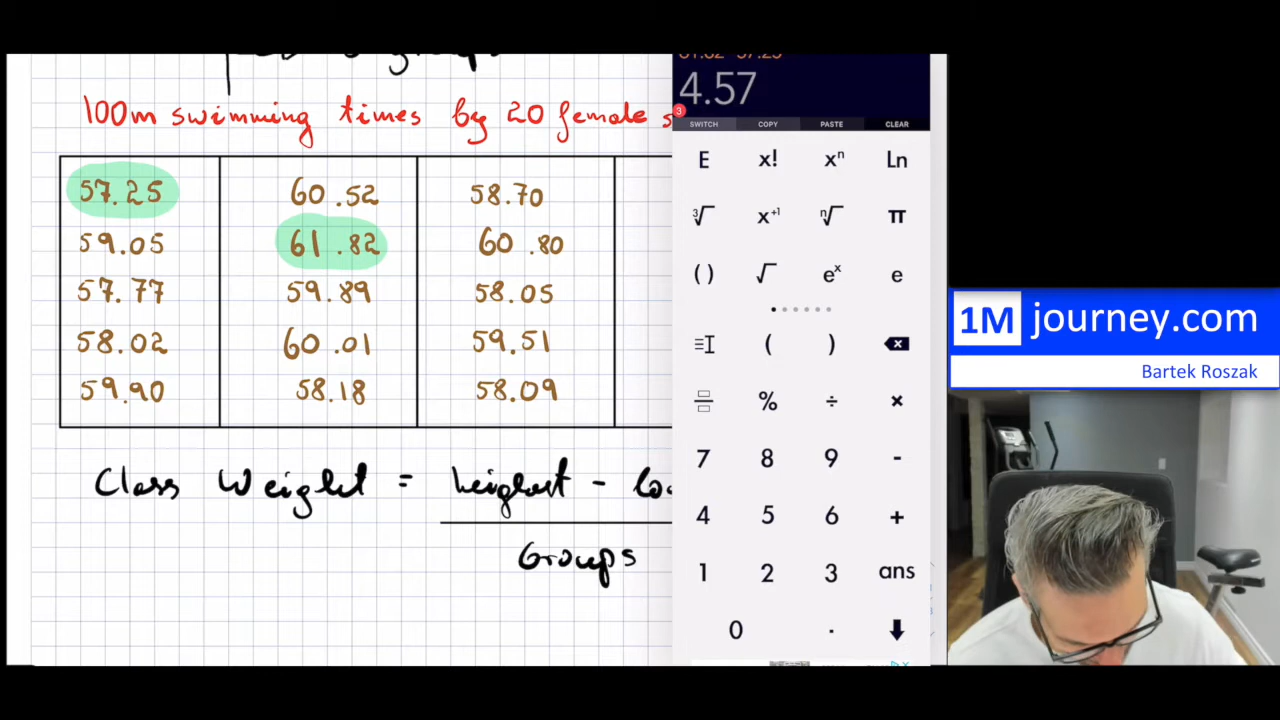 100m swimming times by 20 female
57.25 60.52 58.70
59.05 61.82 60.80
57.77 59.89 58.05
58.02 60.01 59.51
59.90 58.18 58.09
Class Weight = heighest -
Groups
4.57
3
SWITCH COPY PASTE CLEAR
E x! xⁿ Ln
∛ x⁺¹ ⁿ√ π
( ) √ eˣ e
( )
% ÷ ×
7 8 9 -
4 5 6 +
1 2 3 ans
0 .
1M journey.com
Bartek Roszak